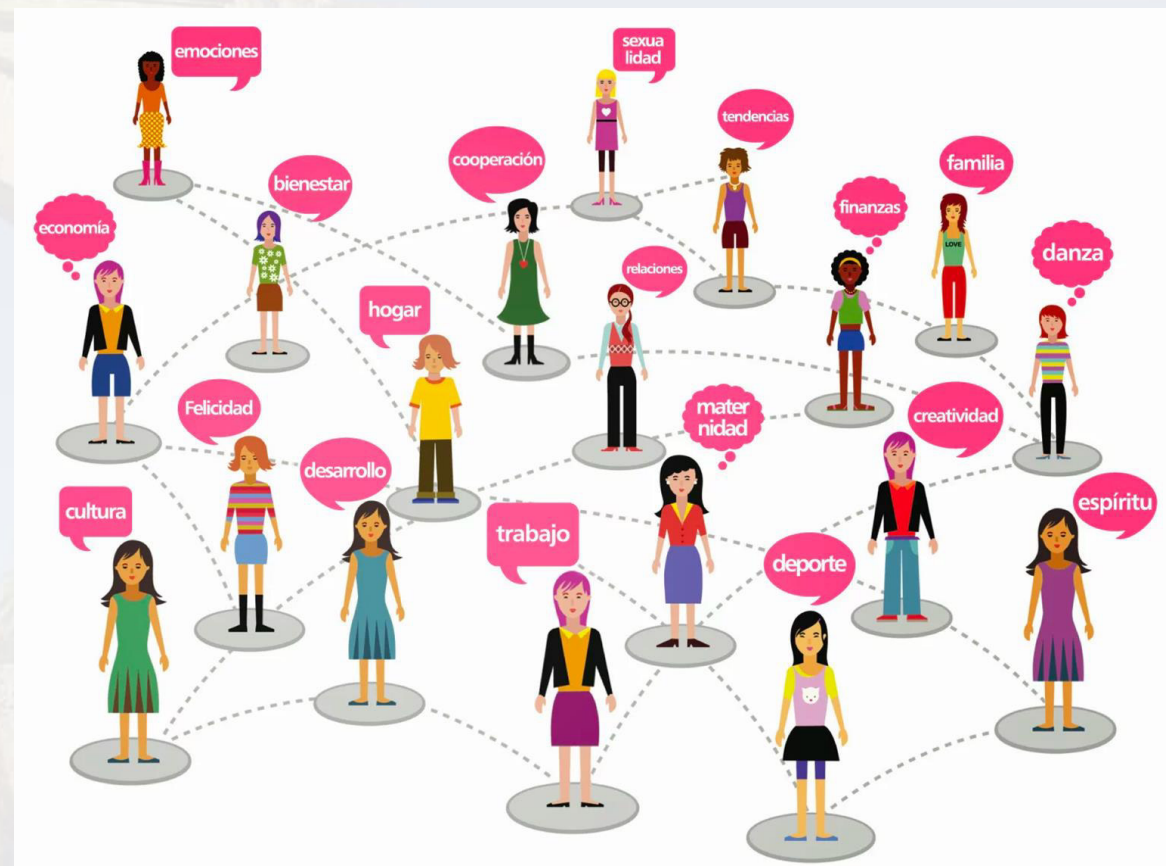 emociones
sexua
lidad
tendencias
cooperación
familia
bienestar
finanzas
economía
danza
relaciones
hogar
Felicidad
mater
nidad
creatividad
desarrollo
cultura
espíritu
trabajo
deporte
LOVE